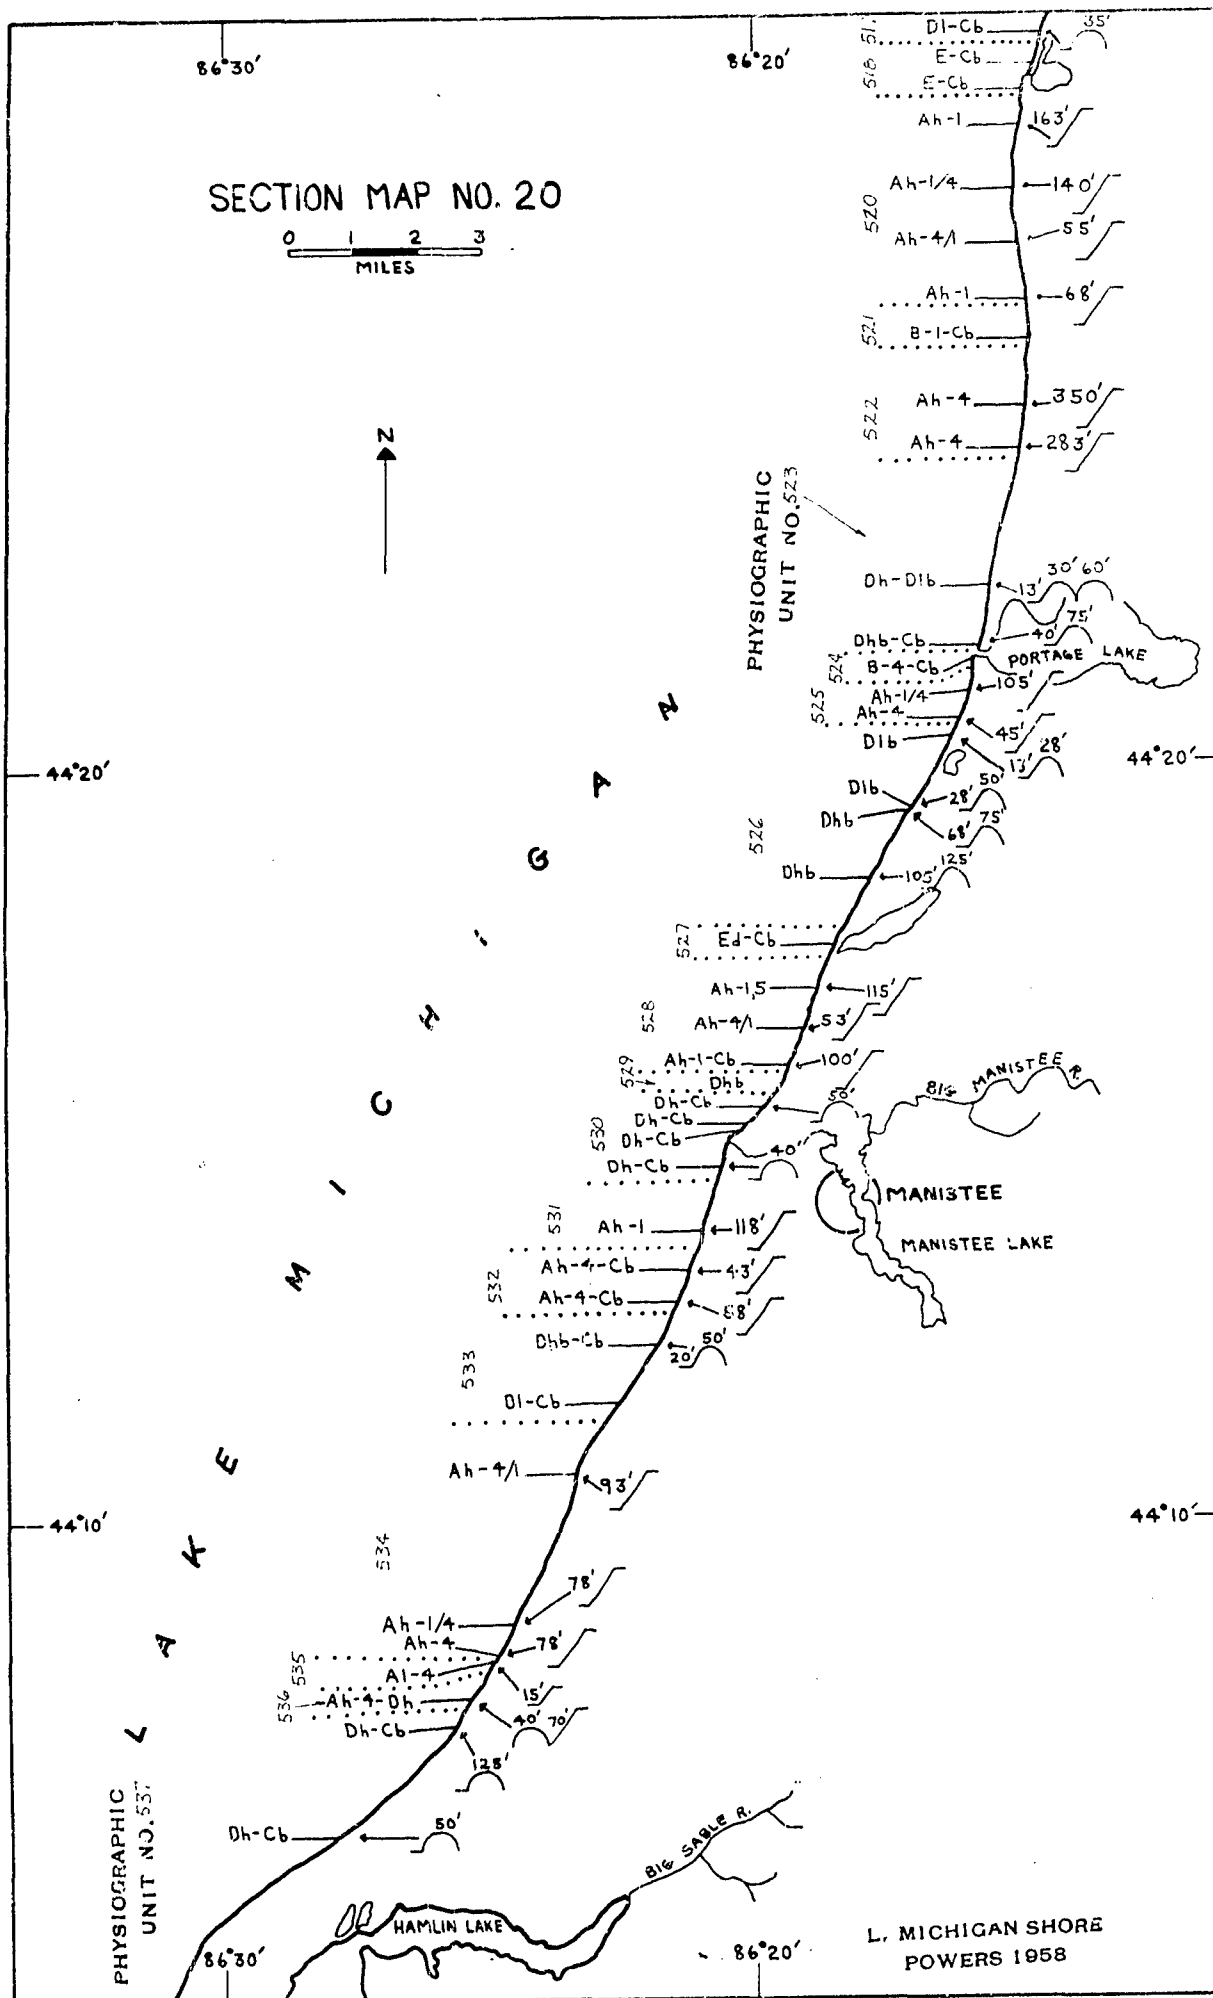 86°30'
86°20'
517
D1-Cb
35'
518
E-Cb
E-Cb
Ah-1
163'
SECTION MAP NO. 20
0 1 2 3
MILES
520
Ah-1/4
140'
Ah-4/1
55'
Ah-1
68'
521
B-1-Cb
522
Ah-4
350'
N
Ah-4
283'
PHYSIOGRAPHIC
UNIT NO. 523
Dh-D1b
13' 30' 60'
Dhb-Cb
40' 75'
524
B-4-Cb
PORTAGE LAKE
525
Ah-1/4
105'
Ah-4
45'
D1b
13' 28'
44°20'
44°20'
D1b
28' 50'
Dhb
68' 75'
526
Dhb
105' 125'
527
Ed-Cb
528
Ah-1,5
115'
Ah-4/1
53'
Ah-1-Cb
100'
529
Dhb
Dh-Cb
50'
BIG MANISTEE R.
530
Dh-Cb
Dh-Cb
Dh-Cb
40'
MANISTEE
531
Ah-1
118'
MANISTEE LAKE
532
Ah-4-Cb
43'
Ah-4-Cb
533
Dhb-Cb
20' 50'
D1-Cb
Ah-4/1
93'
44°10'
44°10'
534
Ah-1/4
78'
Ah-4
78'
535
A1-4
15'
536
Ah-4-Dh
40' 70'
Dh-Cb
128'
LAKE MICHIGAN
PHYSIOGRAPHIC
UNIT NO. 537
Dh-Cb
50'
BIG SABLE R.
HAMLIN LAKE
86°30'
86°20'
L. MICHIGAN SHORE
POWERS 1958